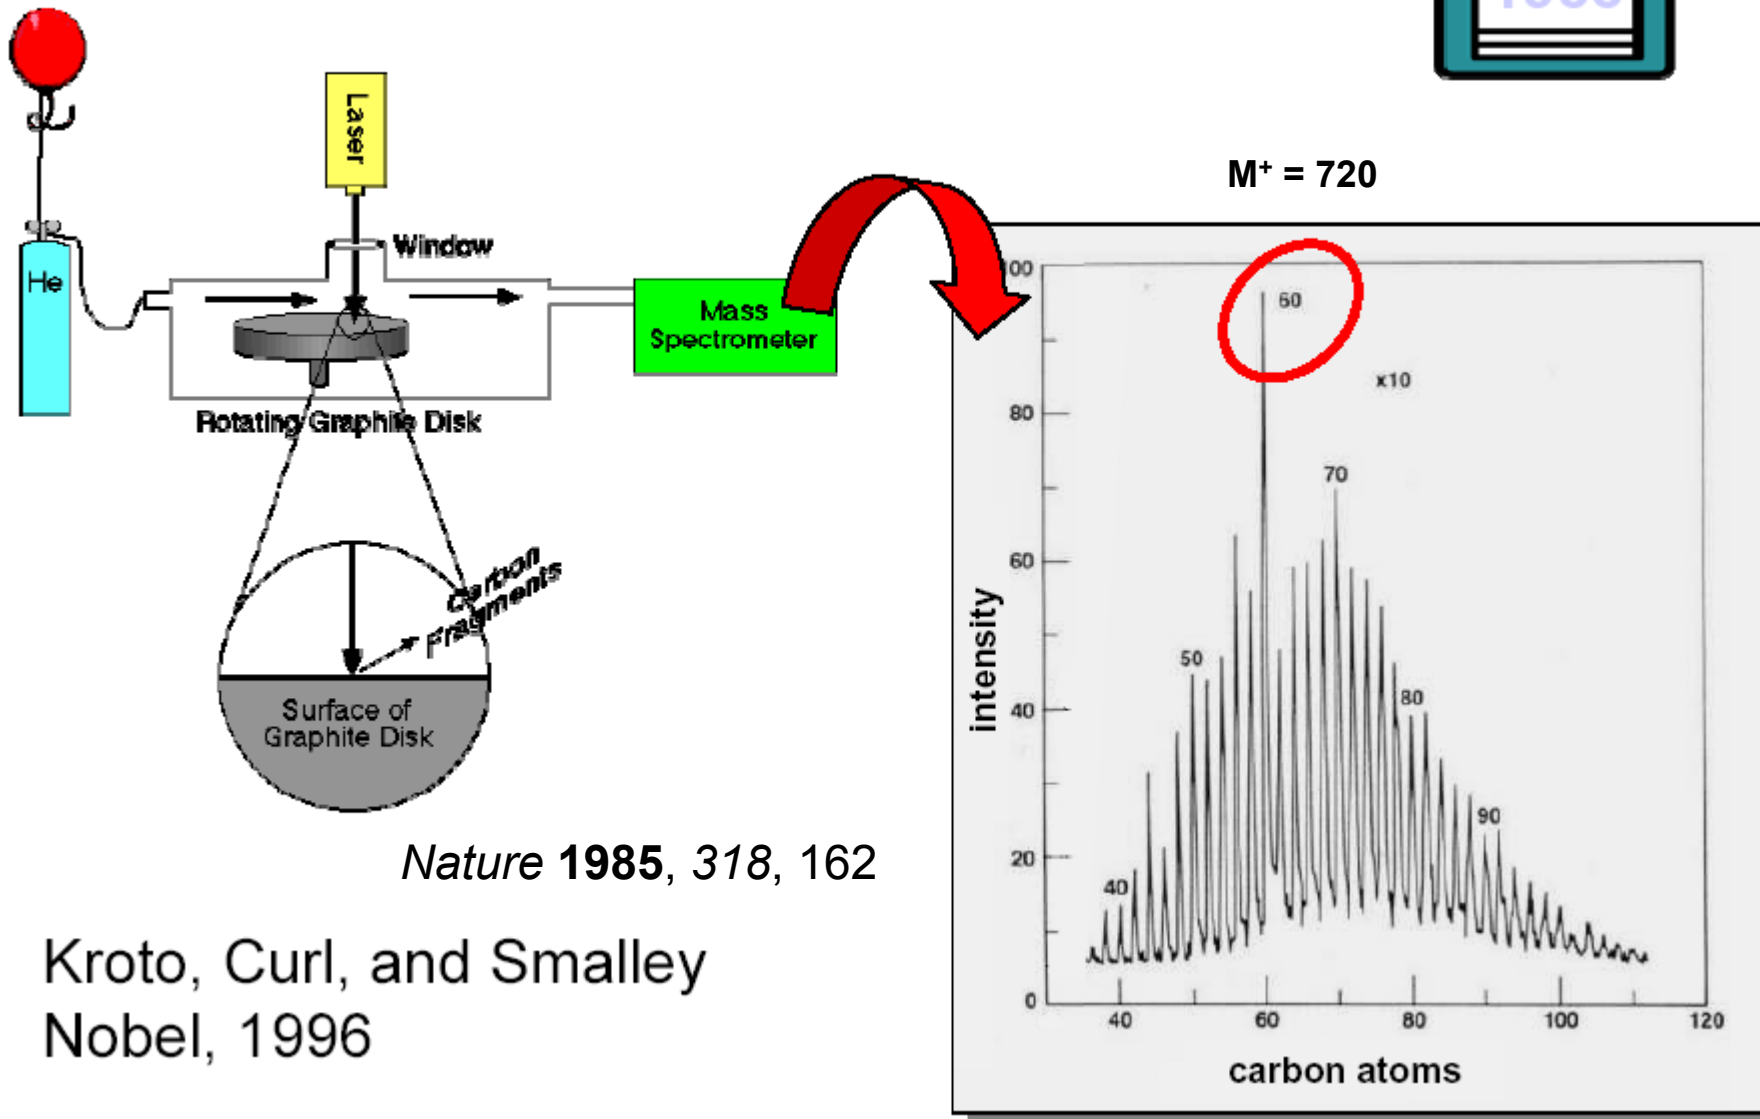 Laser
Window
He
Mass
Spectrometer
Rotating Graphite Disk
Carbon
Fragments
Surface of
Graphite Disk
Nature 1985, 318, 162
Kroto, Curl, and Smalley
Nobel, 1996
M⁺ = 720
100
80
60
40
20
0
60
x10
70
50
80
90
40
intensity
40
60
80
100
120
carbon atoms